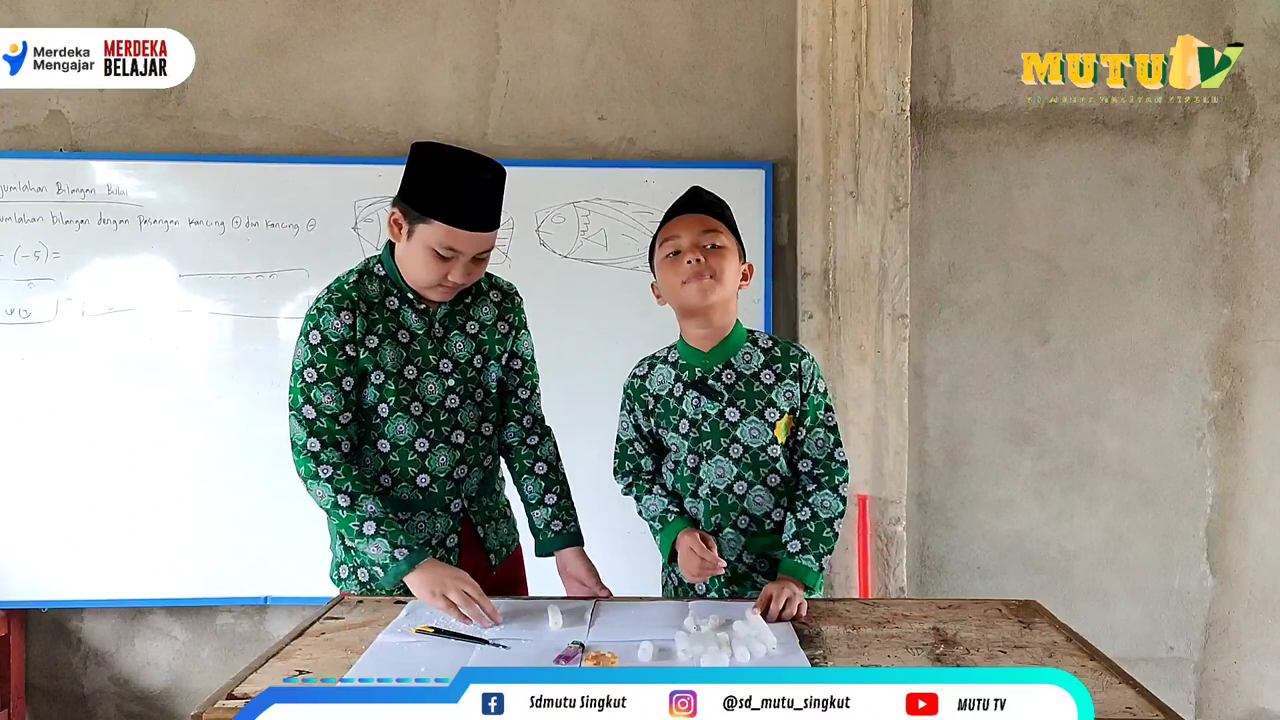 Merdeka
Mengajar
MERDEKA
BELAJAR
MUTU TV
jumlahan Bilangan Bulat
umlahan bilangan dengan pasangan kancing ⊕ dan kancing ⊖
- (-5) =
Sdmutu Singkut
@sd_mutu_singkut
MUTU TV